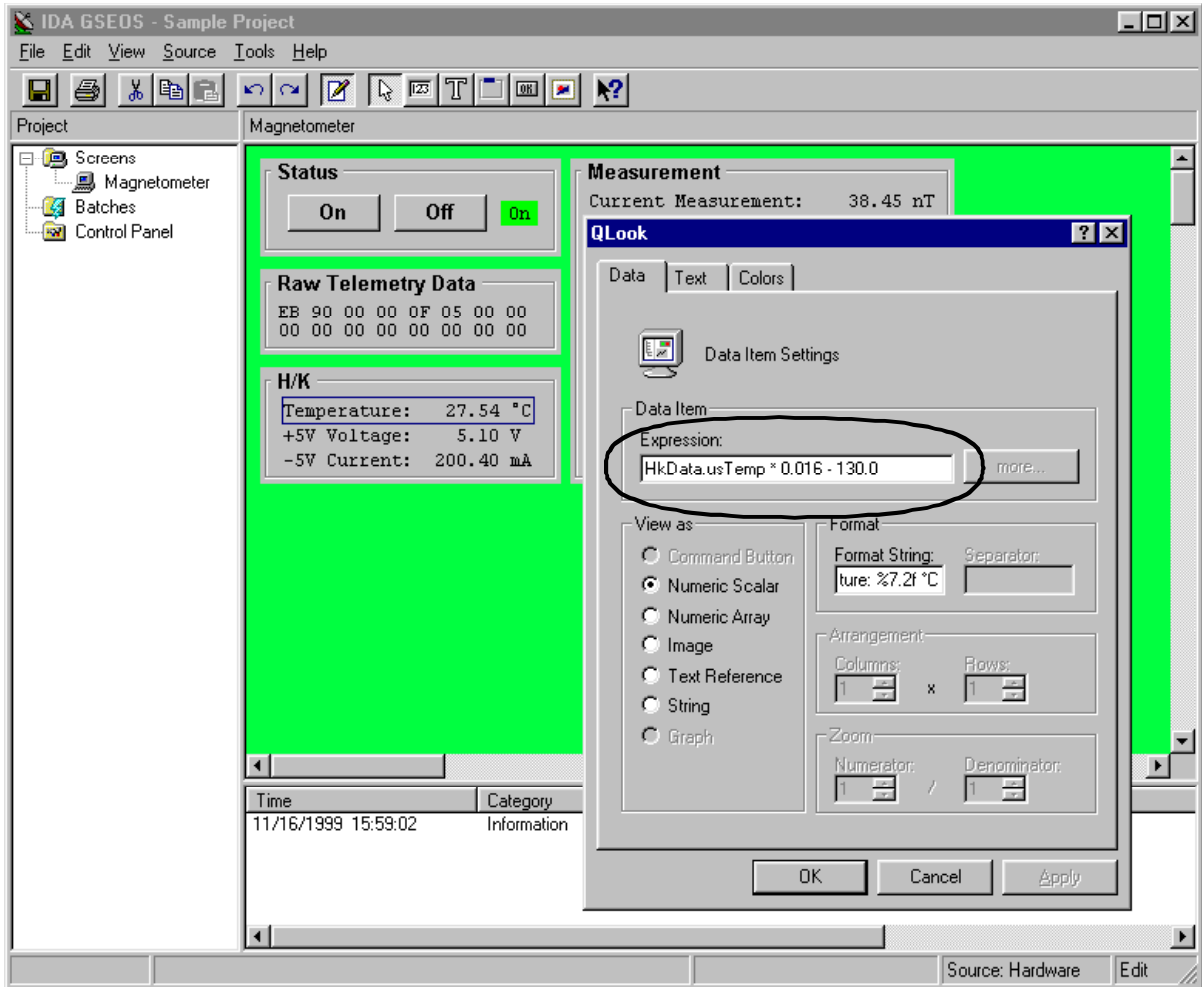 IDA GSEOS - Sample Project
File Edit View Source Tools Help
123 T OK ?
Project
Magnetometer
Screens
Magnetometer
Batches
Control Panel
Status
On Off On
Raw Telemetry Data
EB 90 00 00 0F 05 00 00
00 00 00 00 00 00 00 00
H/K
Temperature: 27.54 °C
+5V Voltage: 5.10 V
-5V Current: 200.40 mA
Measurement
Current Measurement: 38.45 nT
QLook
Data Text Colors
Data Item Settings
Data Item
Expression:
HkData.usTemp * 0.016 - 130.0 more...
View as
Command Button
Numeric Scalar
Numeric Array
Image
Text Reference
String
Graph
Format
Format String: Separator:
ture: %7.2f °C
Arrangement
Columns: Rows:
1 x 1
Zoom
Numerator: Denominator:
1 / 1
OK Cancel Apply
Time Category
11/16/1999 15:59:02 Information
Source: Hardware Edit